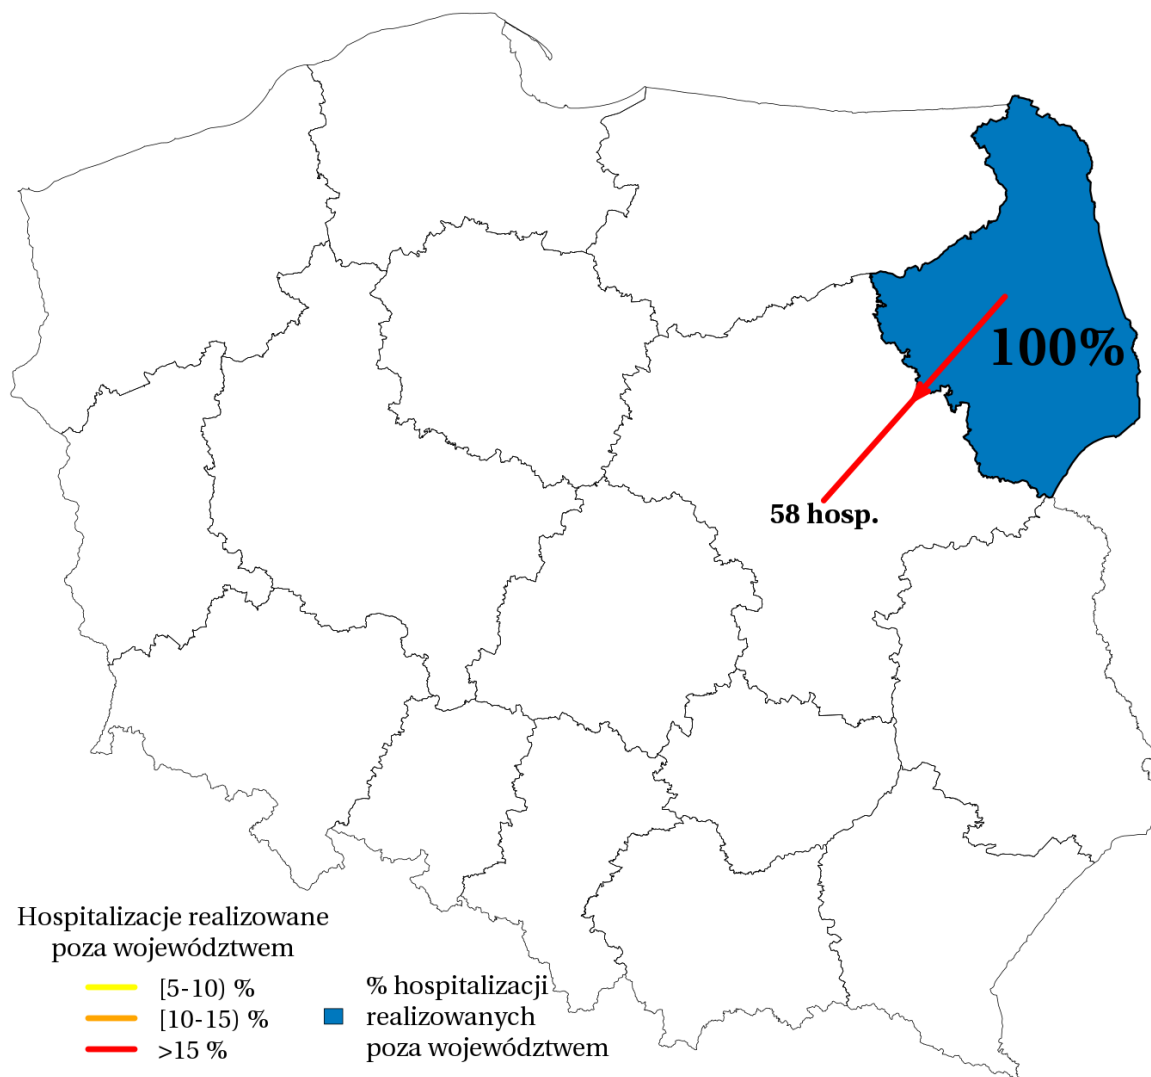 100%
58 hosp.
Hospitalizacje realizowane
poza województwem
[5-10) %
[10-15) %
>15 %
% hospitalizacji
realizowanych
poza województwem